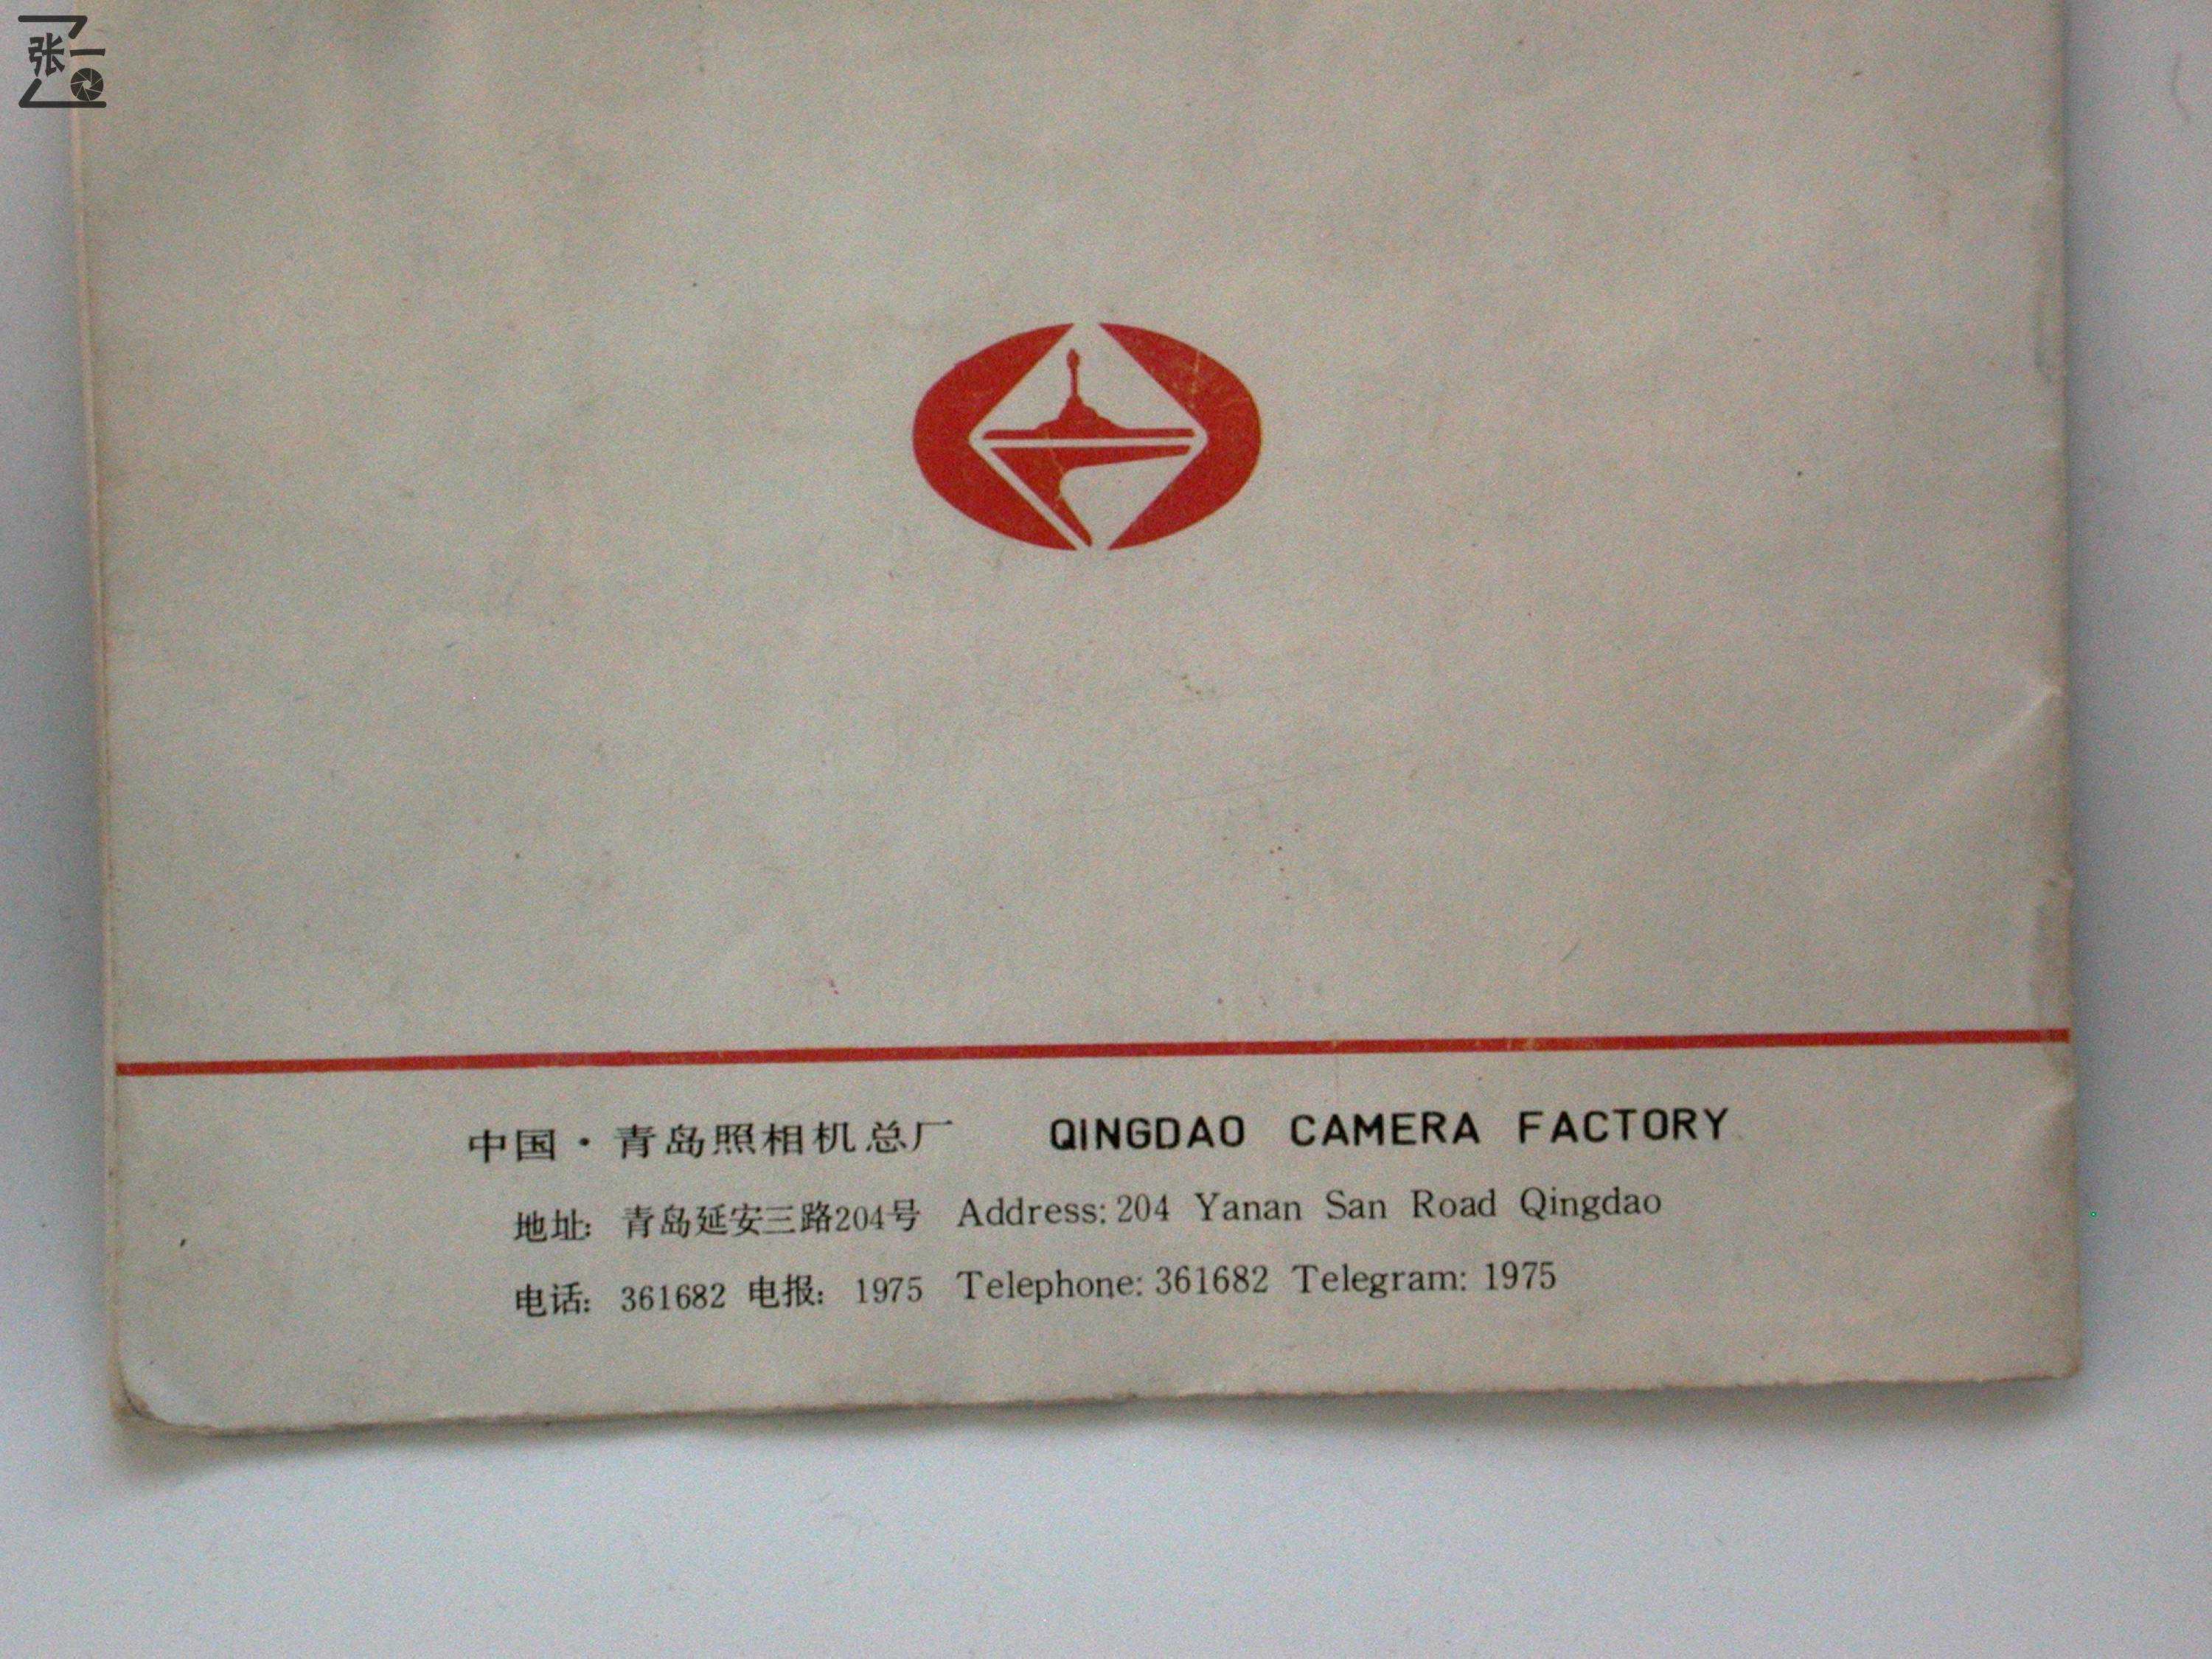 张一
中国·青岛照相机总厂 QINGDAO CAMERA FACTORY
地址: 青岛延安三路204号 Address: 204 Yanan San Road Qingdao
电话: 361682 电报: 1975 Telephone: 361682 Telegram: 1975